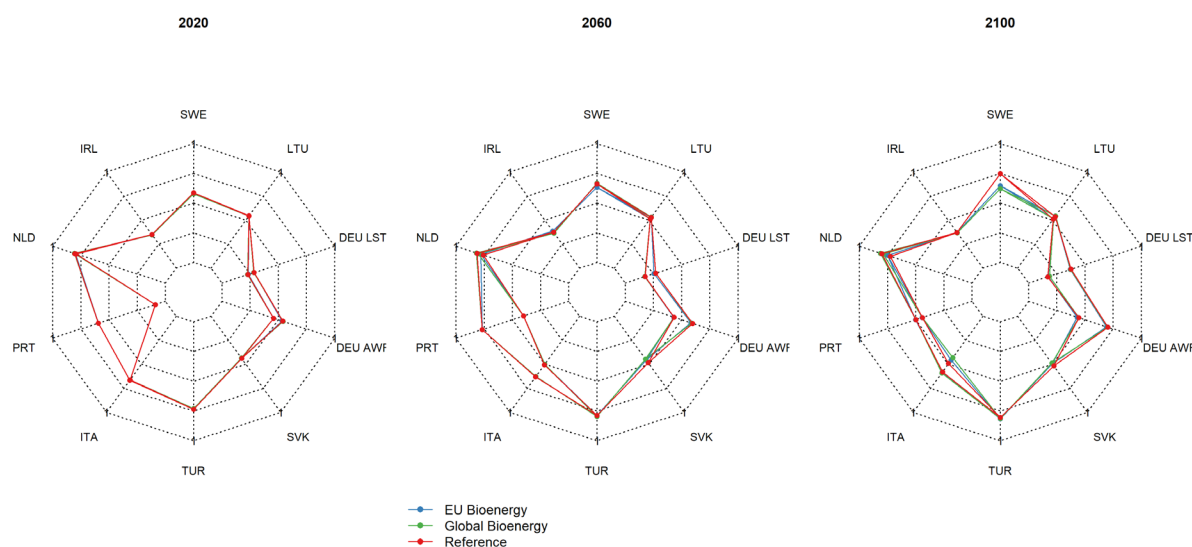 2020
2060
2100
SWE
LTU
DEU LST
DEU AWF
SVK
TUR
ITA
PRT
NLD
IRL
SWE
LTU
DEU LST
DEU AWF
SVK
TUR
ITA
PRT
NLD
IRL
SWE
LTU
DEU LST
DEU AWF
SVK
TUR
ITA
PRT
NLD
IRL
EU Bioenergy
Global Bioenergy
Reference